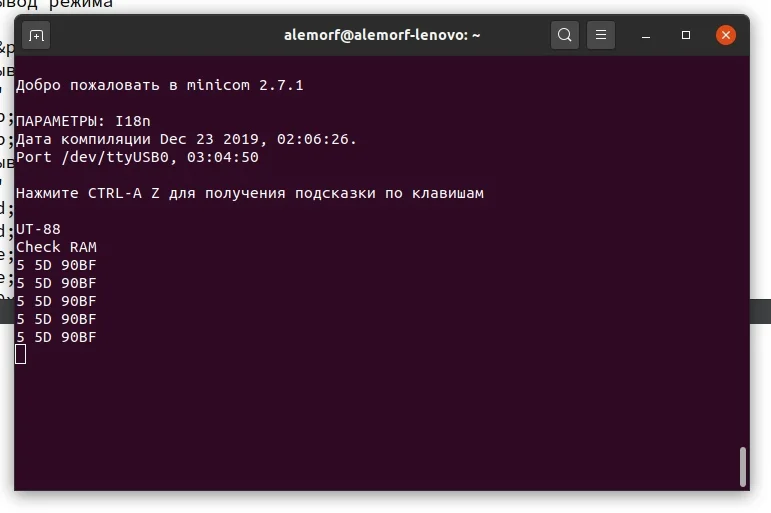 ывод режима
alemorf@alemorf-lenovo: ~
Добро пожаловать в minicom 2.7.1
ПАРАМЕТРЫ: I18n
Дата компиляции Dec 23 2019, 02:06:26.
Port /dev/ttyUSB0, 03:04:50
Нажмите CTRL-A Z для получения подсказки по клавишам
UT-88
Check RAM
5 5D 90BF
5 5D 90BF
5 5D 90BF
5 5D 90BF
5 5D 90BF